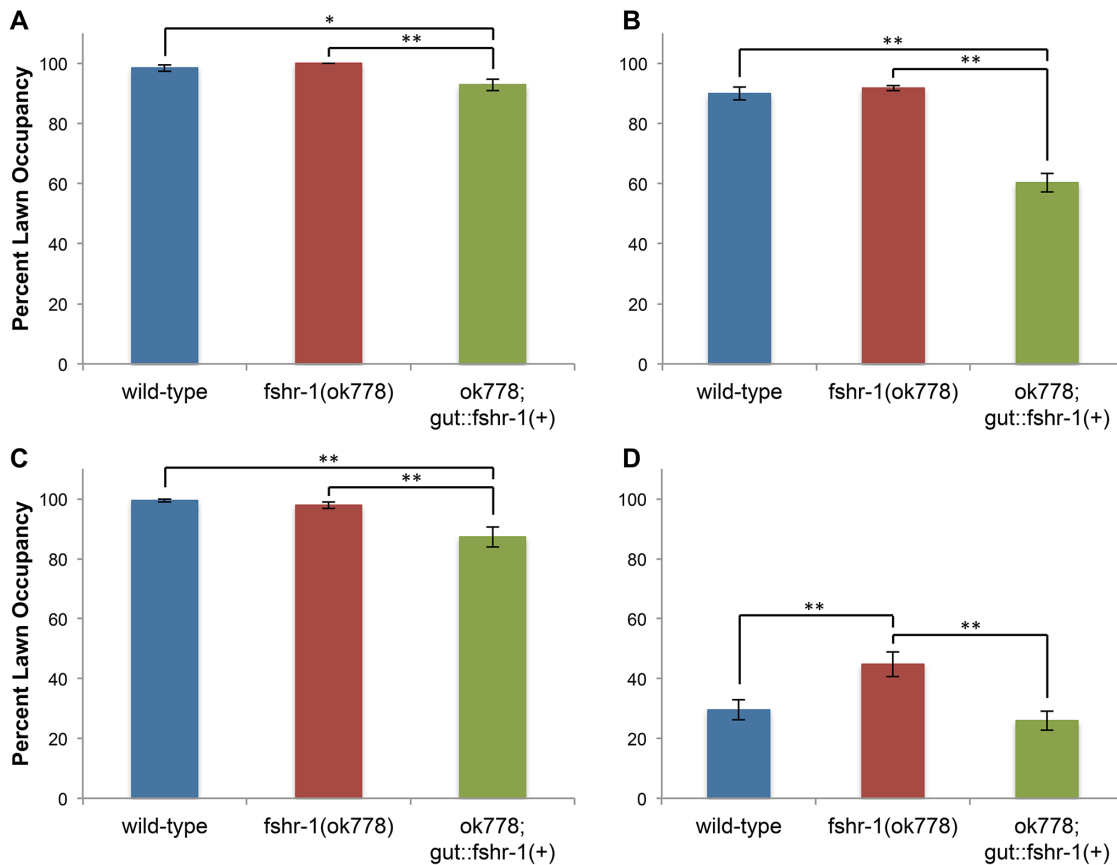 A
Percent Lawn Occupancy
100
80
60
40
20
0
*
**
wild-type
fshr-1(ok778)
ok778;
gut::fshr-1(+)
B
100
80
60
40
20
0
**
**
wild-type
fshr-1(ok778)
ok778;
gut::fshr-1(+)
C
Percent Lawn Occupancy
100
80
60
40
20
0
**
**
wild-type
fshr-1(ok778)
ok778;
gut::fshr-1(+)
D
100
80
60
40
20
0
**
**
wild-type
fshr-1(ok778)
ok778;
gut::fshr-1(+)